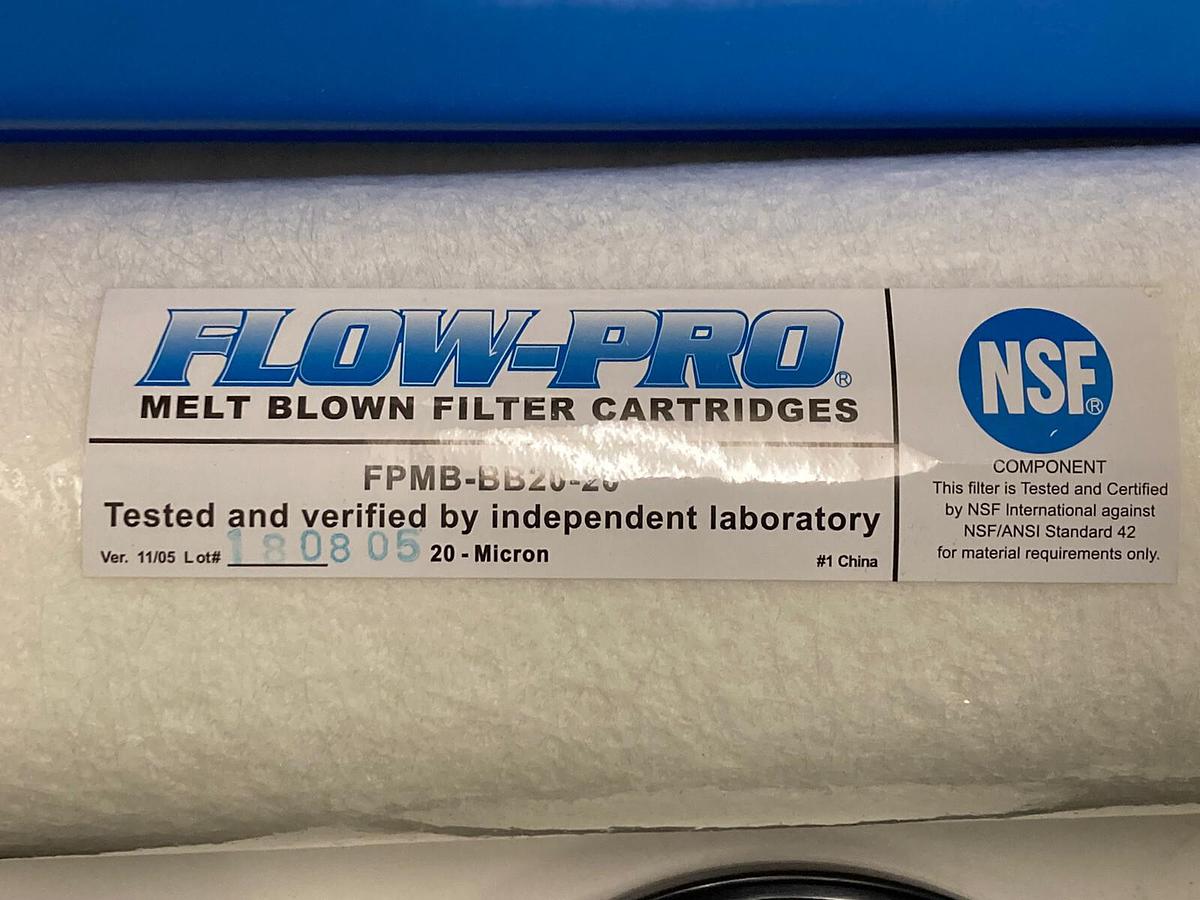 FLOW-PRO®
MELT BLOWN FILTER CARTRIDGES
FPMB-BB20-20
Tested and verified by independent laboratory
Ver. 11/05 Lot# 180805 20 - Micron
#1 China
NSF®
COMPONENT
This filter is Tested and Certified
by NSF International against
NSF/ANSI Standard 42
for material requirements only.